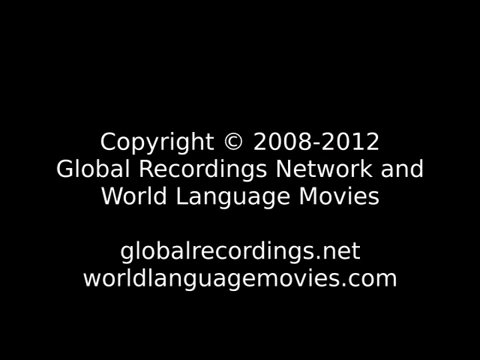 Copyright © 2008-2012
Global Recordings Network and
World Language Movies
globalrecordings.net
worldlanguagemovies.com